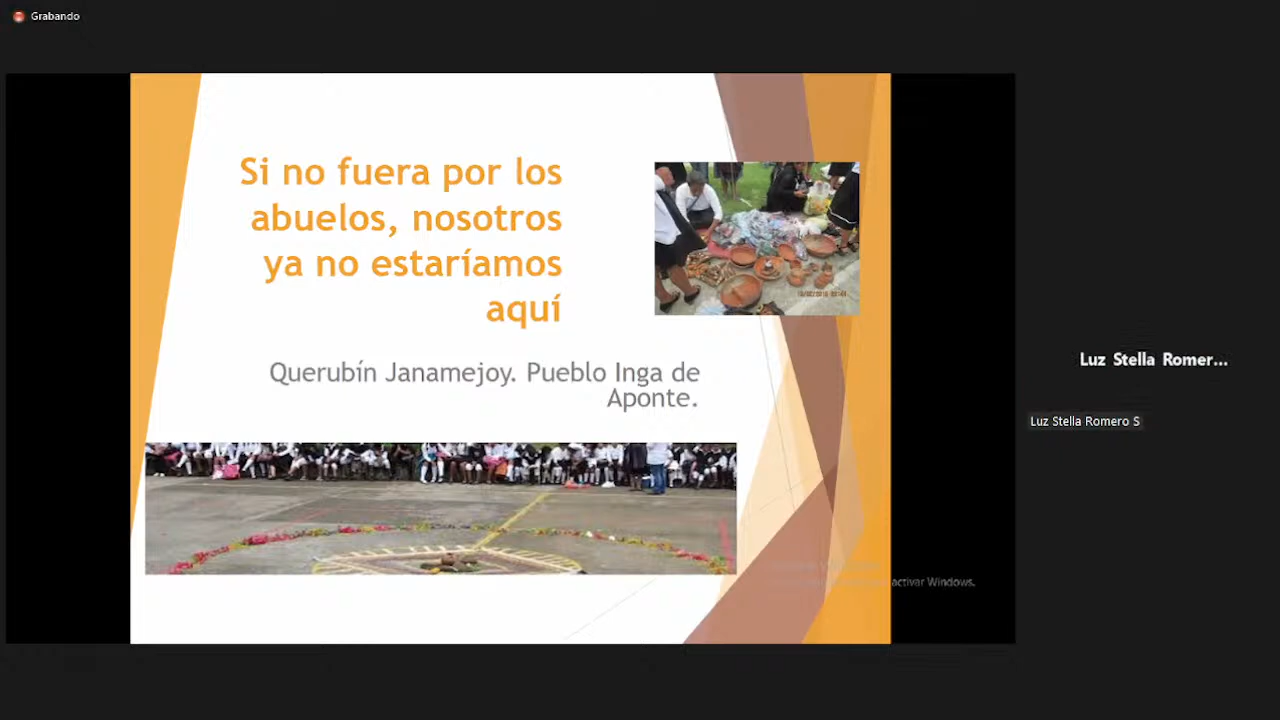 Grabando
Si no fuera por los
abuelos, nosotros
ya no estaríamos
aquí
Querubín Janamejoy. Pueblo Inga de
Aponte.
activar Windows.
Luz Stella Romer...
Luz Stella Romero S